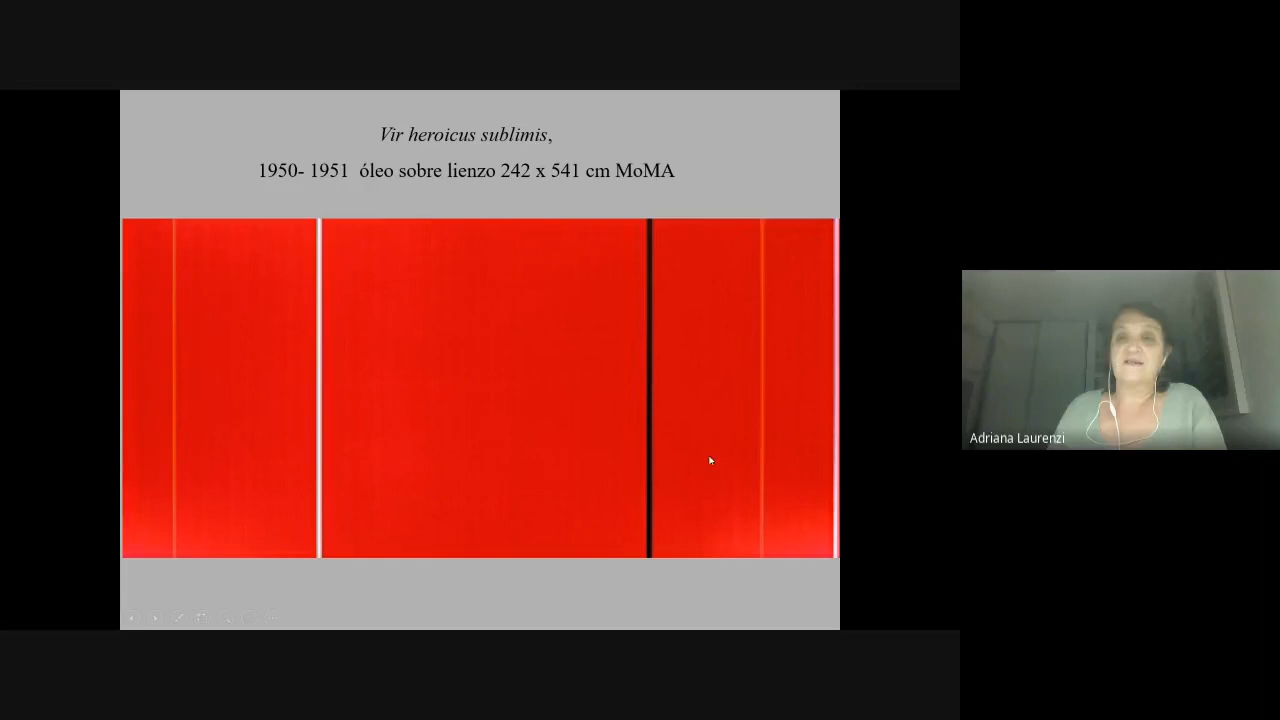 Vir heroicus sublimis,
1950- 1951 óleo sobre lienzo 242 x 541 cm MoMA
Adriana Laurenzi